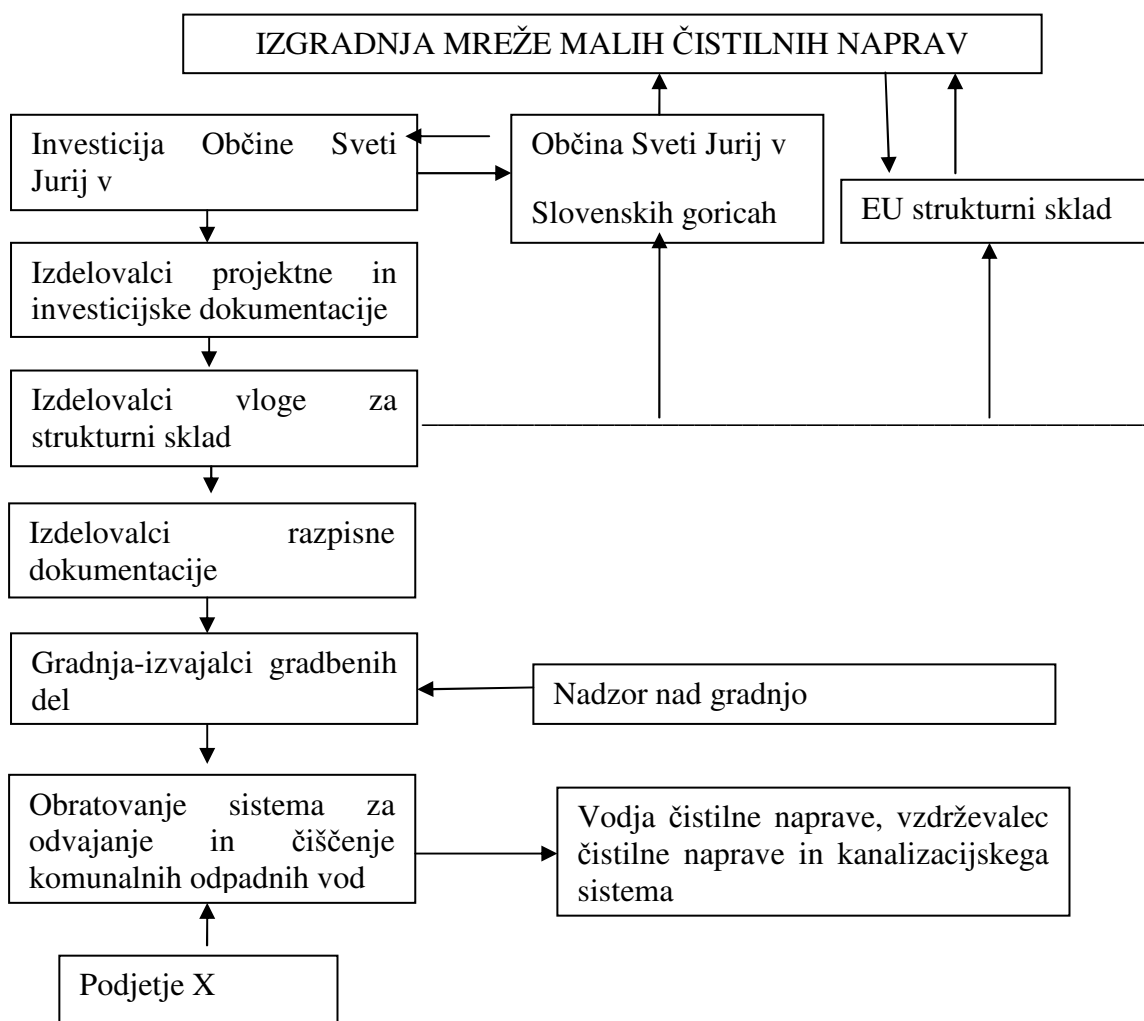 IZGRADNJA MREŽE MALIH ČISTILNIH NAPRAV
Investicija Občine Sveti
Jurij v
Občina Sveti Jurij v
Slovenskih goricah
EU strukturni sklad
Izdelovalci projektne in
investicijske dokumentacije
Izdelovalci vloge za
strukturni sklad
Izdelovalci razpisne
dokumentacije
Gradnja-izvajalci gradbenih
del
Nadzor nad gradnjo
Obratovanje sistema za
odvajanje in čiščenje
komunalnih odpadnih vod
Vodja čistilne naprave, vzdrževalec
čistilne naprave in kanalizacijskega
sistema
Podjetje X